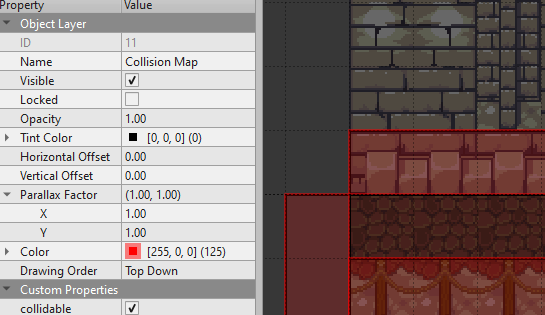 Property Value
Object Layer
ID 11
Name Collision Map
Visible
Locked
Opacity 1.00
Tint Color [0, 0, 0] (0)
Horizontal Offset 0.00
Vertical Offset 0.00
Parallax Factor (1.00, 1.00)
X 1.00
Y 1.00
Color [255, 0, 0] (125)
Drawing Order Top Down
Custom Properties
collidable